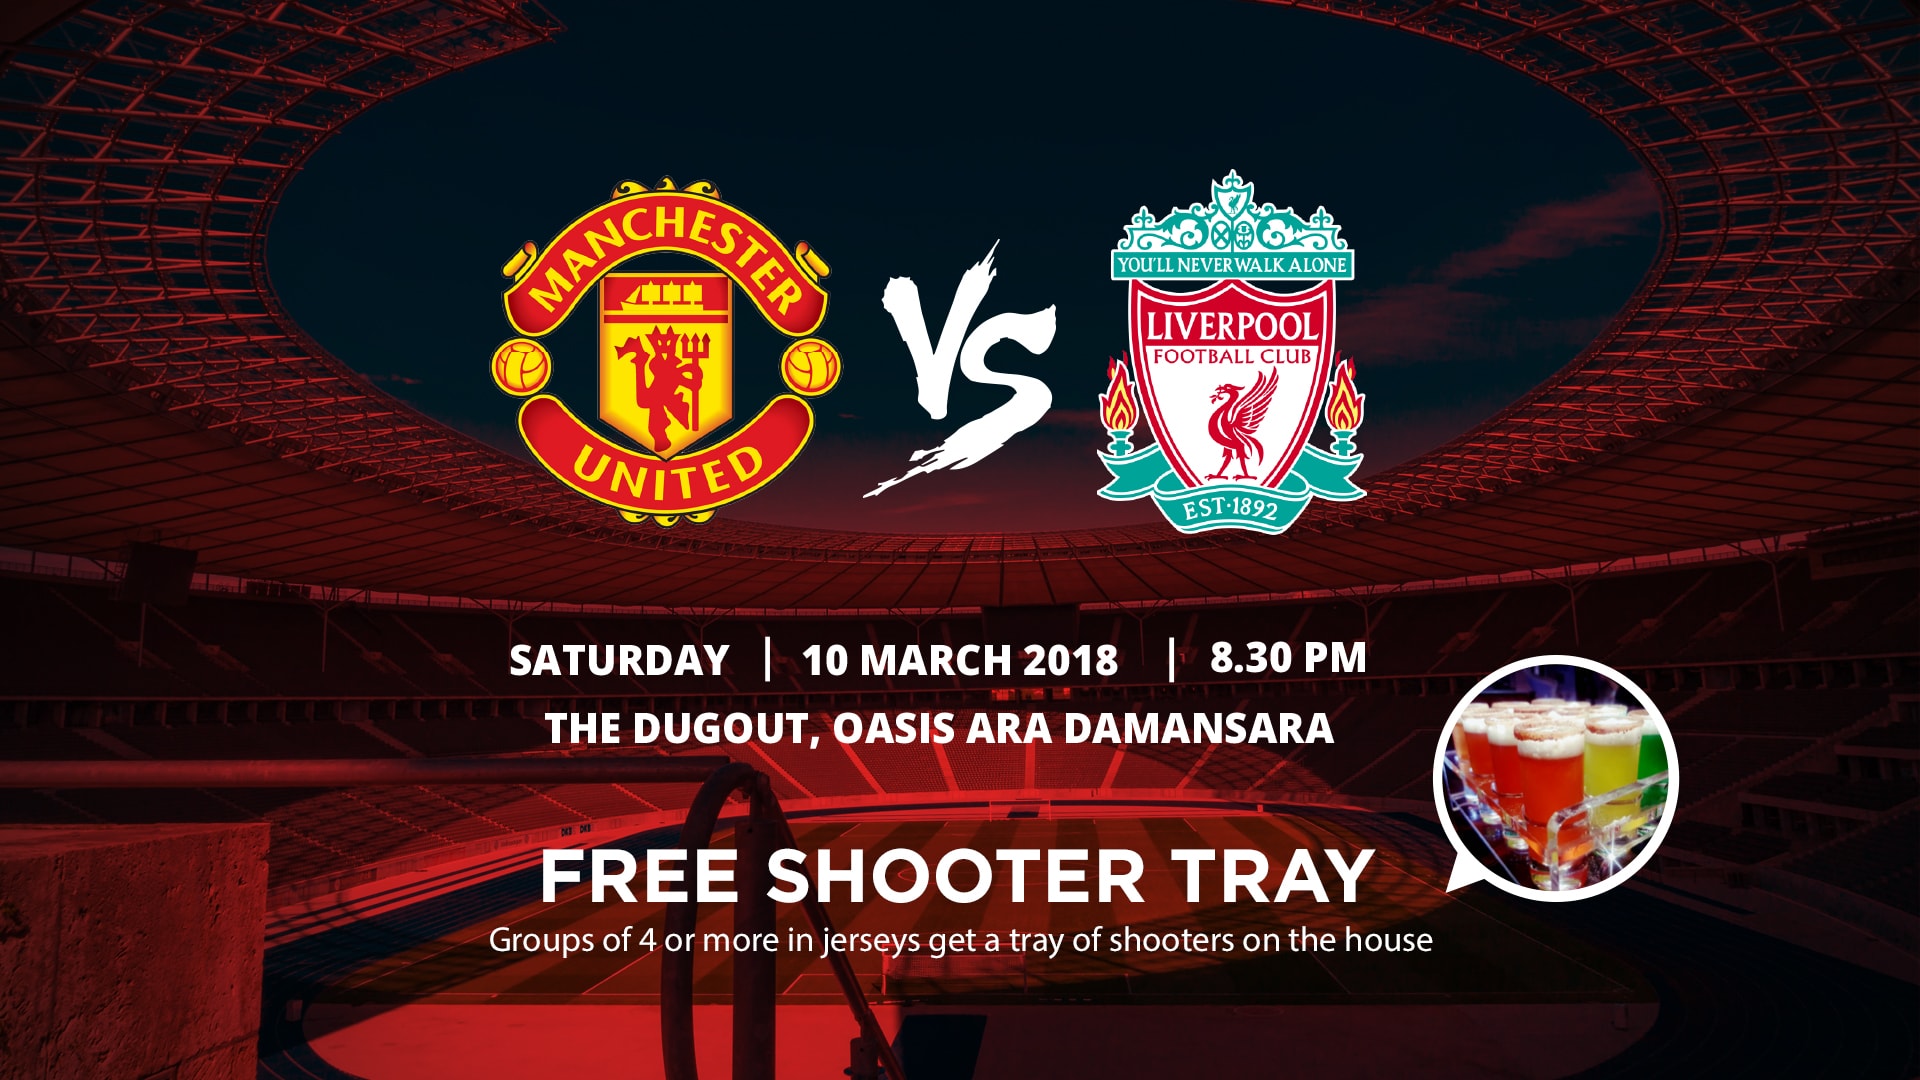 MANCHESTER
UNITED
VS
YOU'LL NEVER WALK ALONE
LIVERPOOL
FOOTBALL CLUB
EST·1892
SATURDAY | 10 MARCH 2018 | 8.30 PM
THE DUGOUT, OASIS ARA DAMANSARA
DKB DKB
FREE SHOOTER TRAY
Groups of 4 or more in jerseys get a tray of shooters on the house